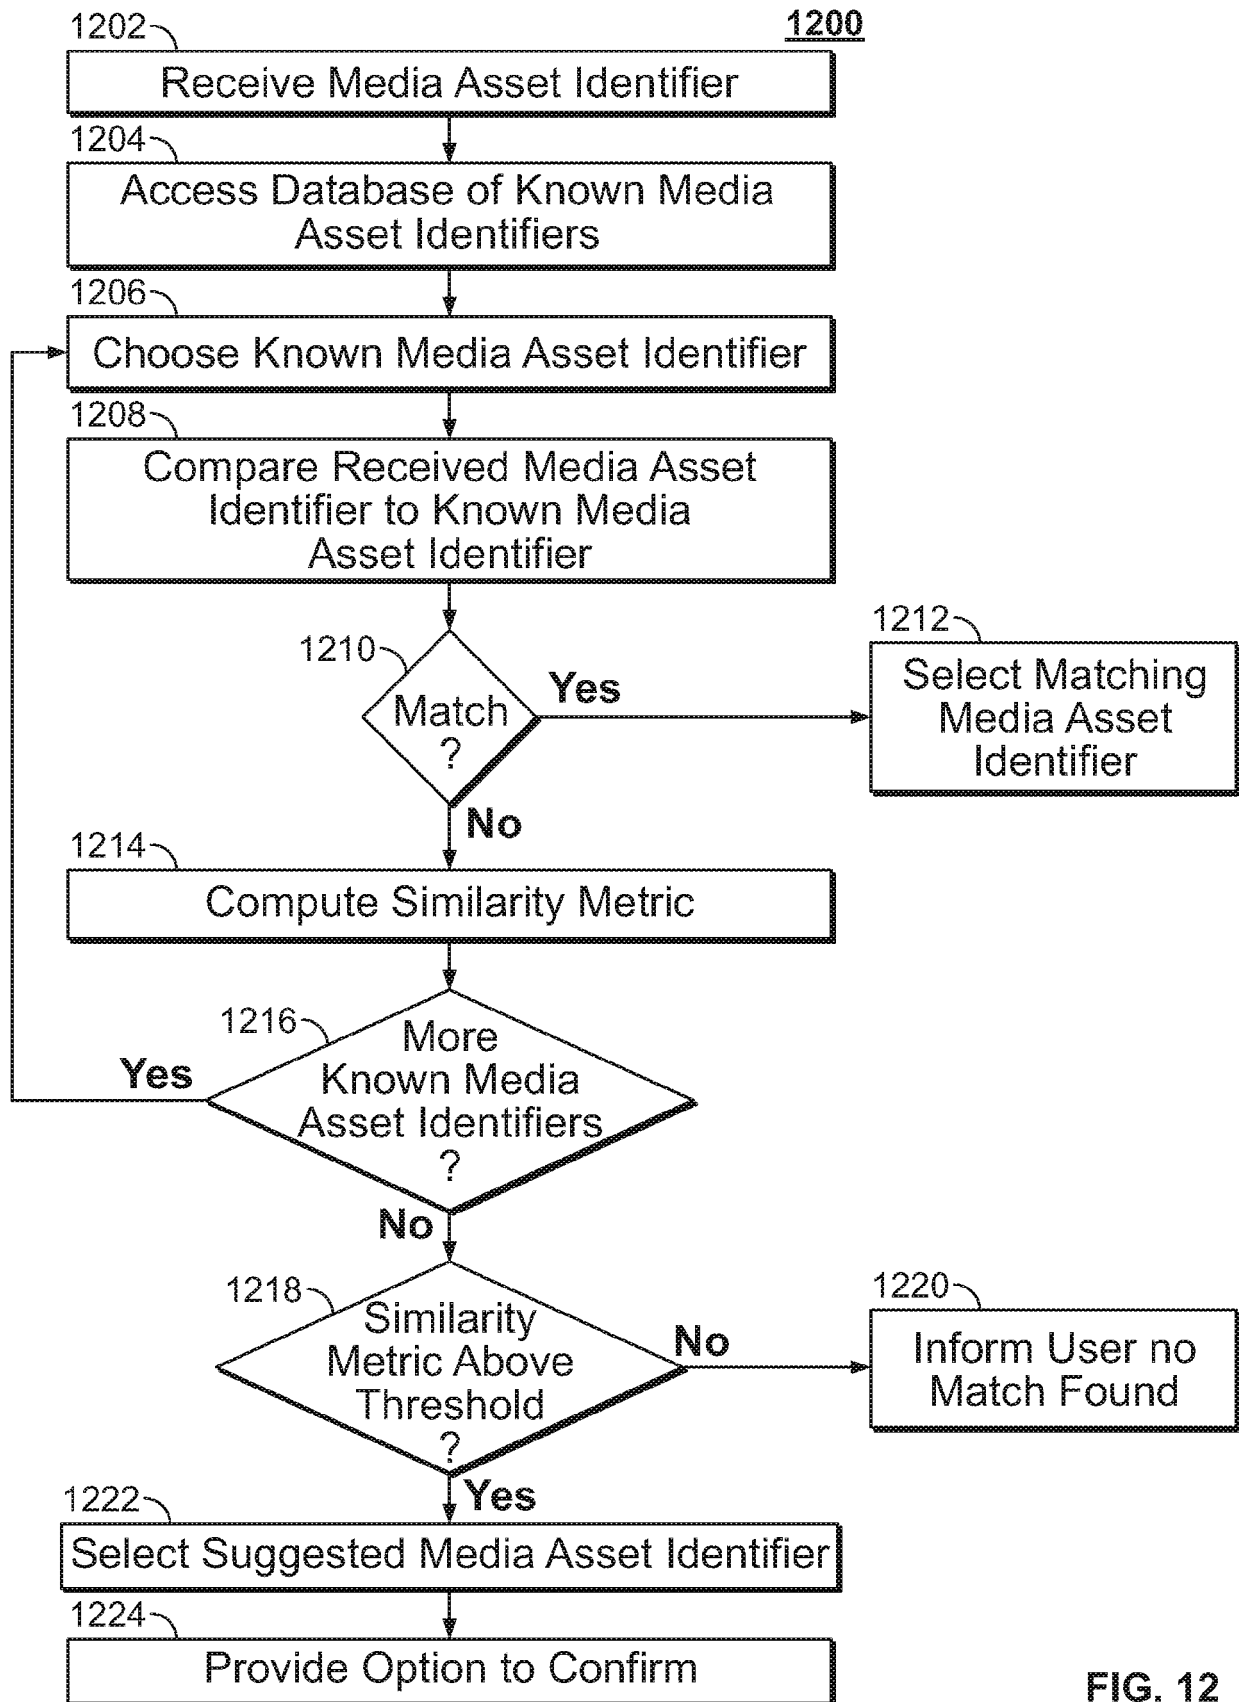 1202
1200
Receive Media Asset Identifier
1204
Access Database of Known Media
Asset Identifiers
1206
Choose Known Media Asset Identifier
1208
Compare Received Media Asset
Identifier to Known Media
Asset Identifier
1210
Match
?
Yes
1212
Select Matching
Media Asset
Identifier
No
1214
Compute Similarity Metric
1216
More
Known Media
Asset Identifiers
?
Yes
No
1218
Similarity
Metric Above
Threshold
?
No
1220
Inform User no
Match Found
Yes
1222
Select Suggested Media Asset Identifier
1224
Provide Option to Confirm
FIG. 12